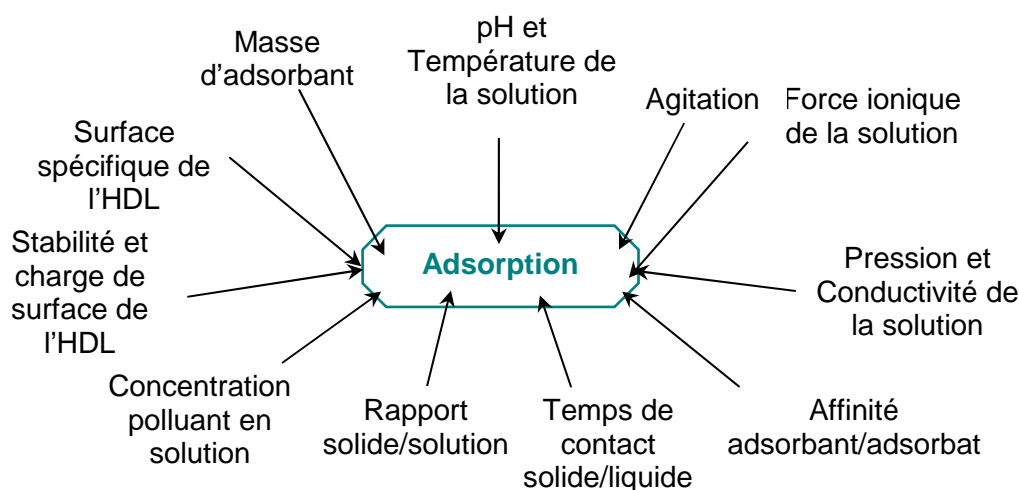 Masse
d’adsorbant
pH et
Température de
la solution
Agitation
Force ionique
de la solution
Surface
spécifique de
l’HDL
Stabilité et
charge de
surface de
l’HDL
Adsorption
Pression et
Conductivité de
la solution
Concentration
polluant en
solution
Rapport
solide/solution
Temps de
contact
solide/liquide
Affinité
adsorbant/adsorbat